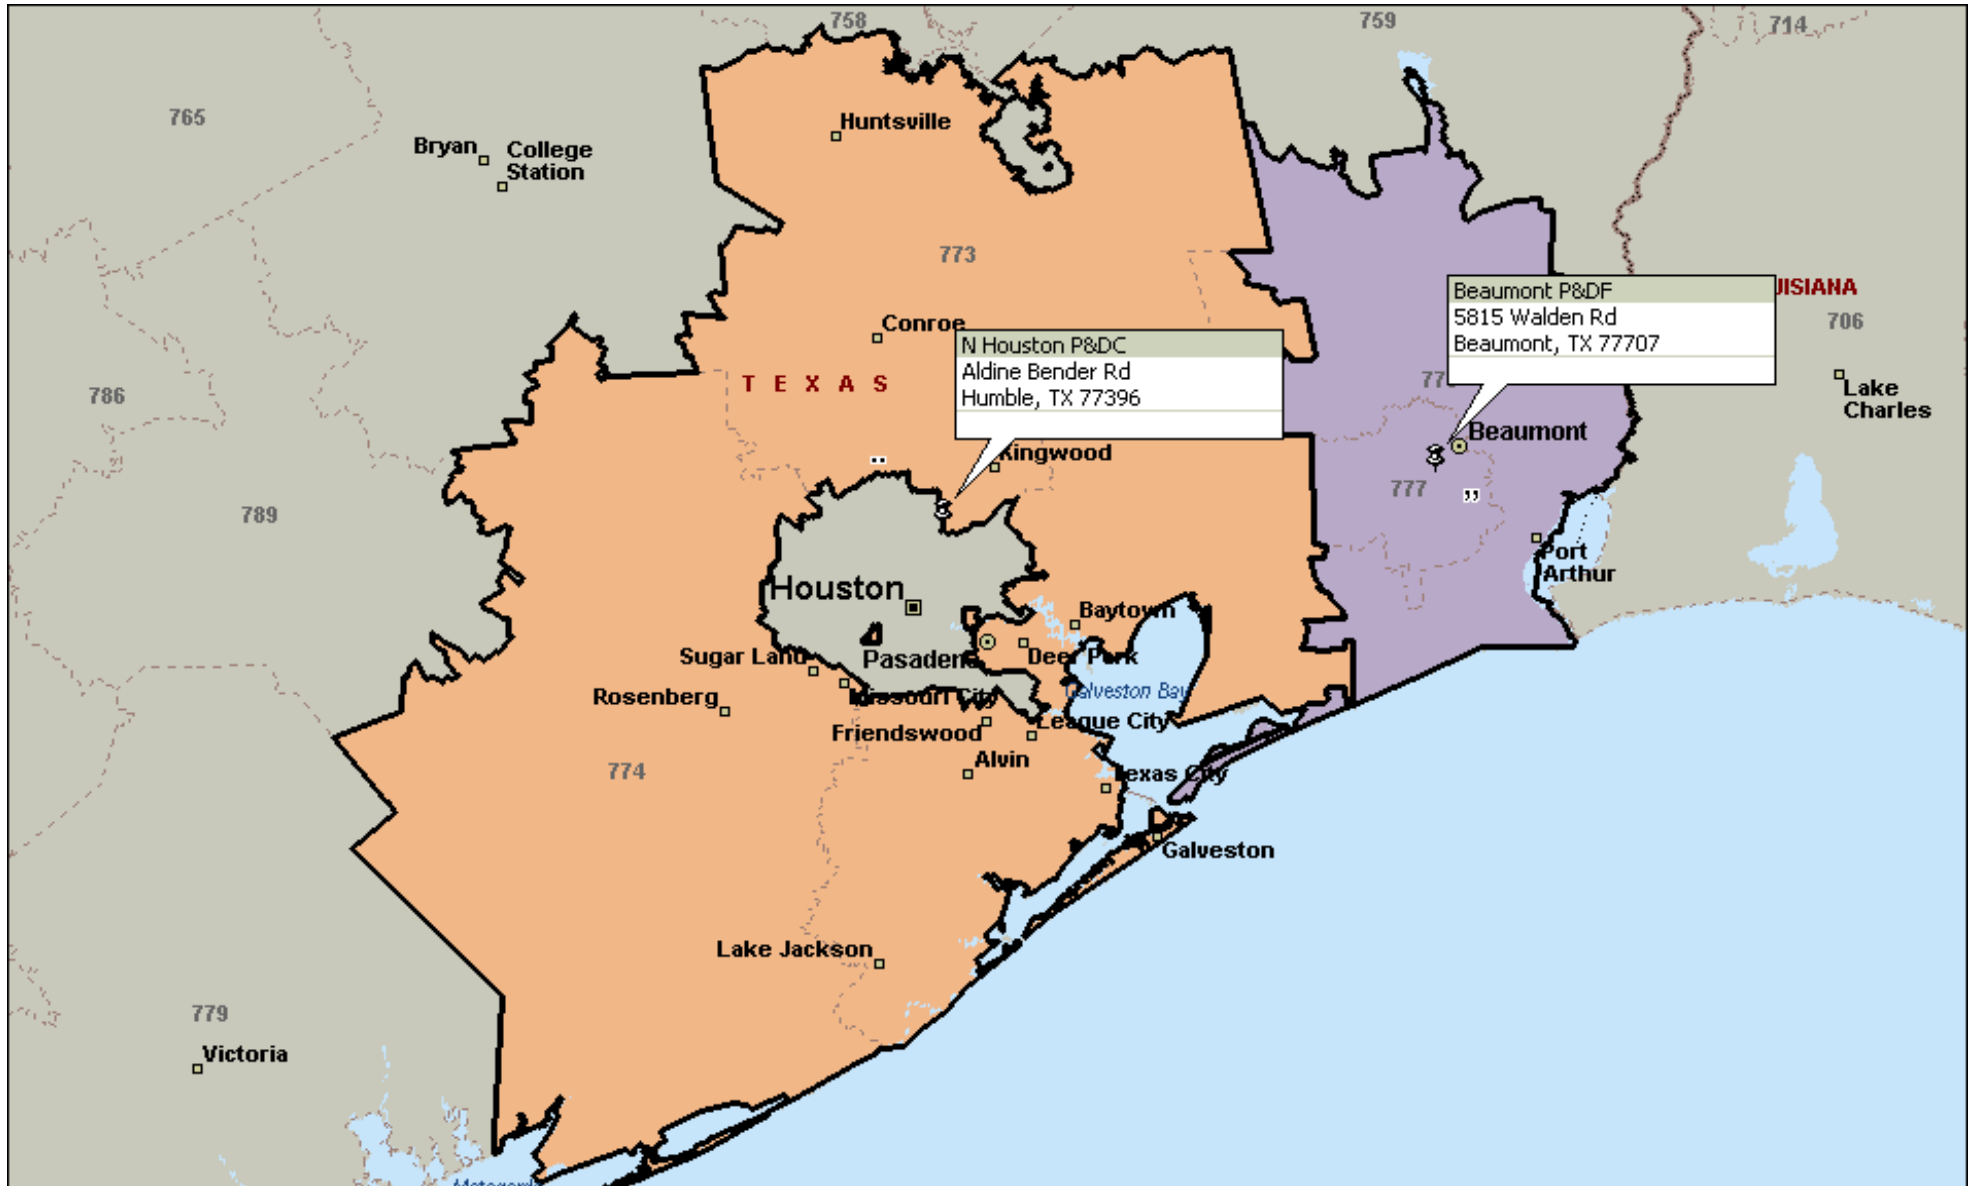 758
759
714
765
Huntsville
Bryan
College
Station
773
Beaumont P&DF
5815 Walden Rd
Beaumont, TX 77707
706
Conroe
N Houston P&DC
Aldine Bender Rd
Humble, TX 77396
TEXAS
786
Lake
Charles
Beaumont
Kingwood
777
789
Port
Arthur
Houston
Baytown
Sugar Land
Pasadena
Deer Park
Rosenberg
Missouri City
Galveston Bay
Friendswood
League City
Alvin
774
Texas City
Galveston
Lake Jackson
779
Victoria